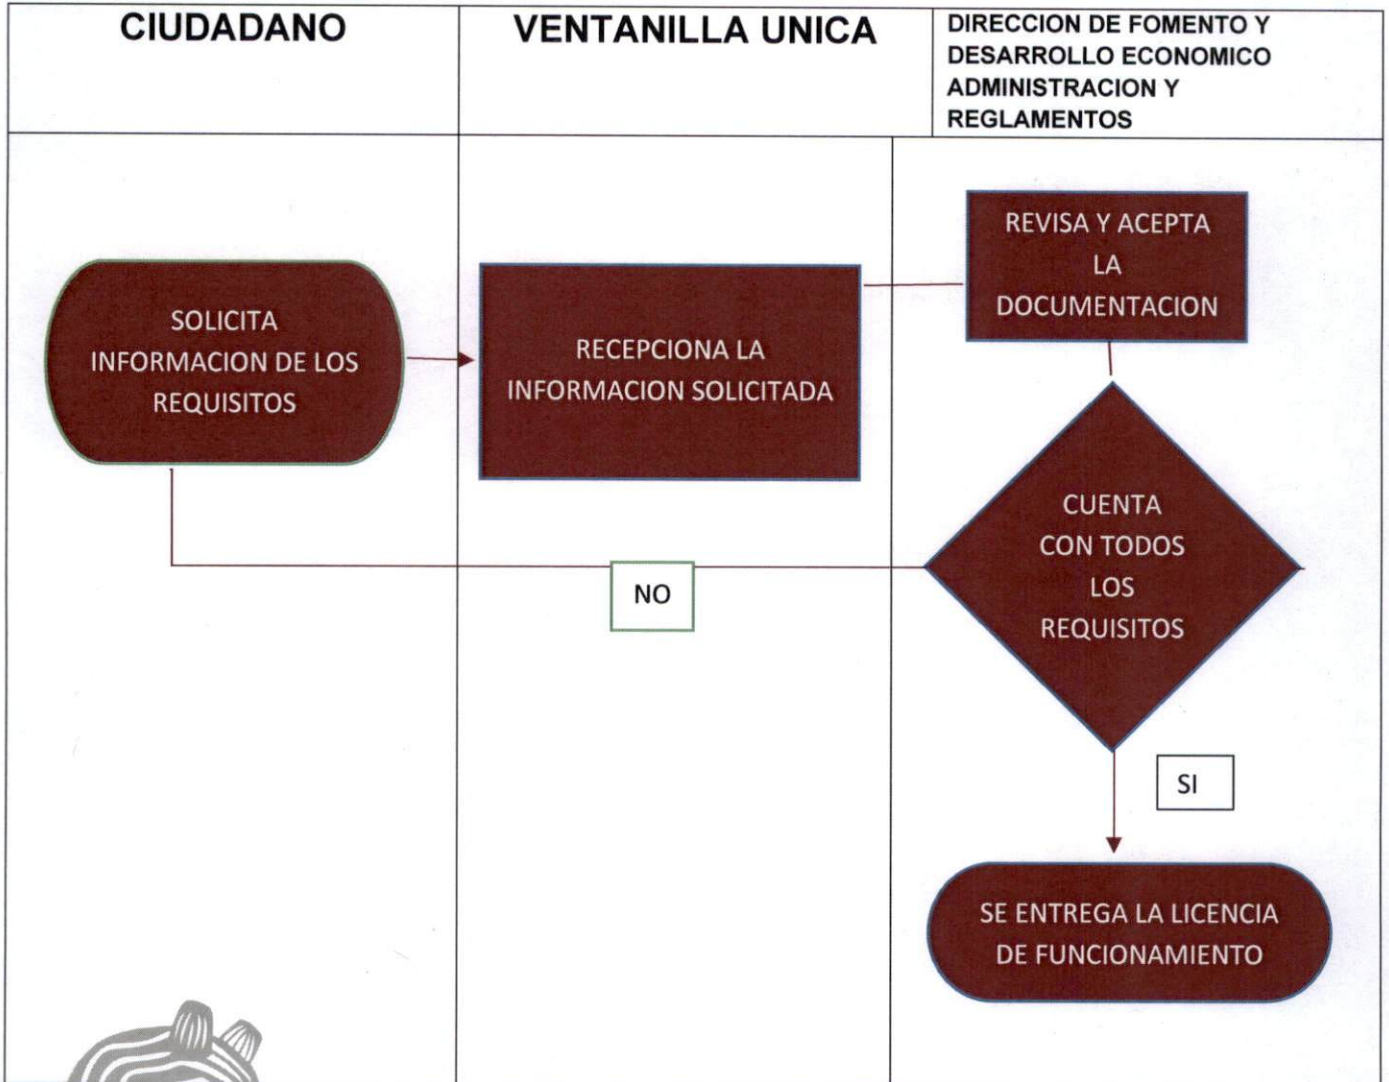 CIUDADANO
VENTANILLA UNICA
DIRECCION DE FOMENTO Y
DESARROLLO ECONOMICO
ADMINISTRACION Y
REGLAMENTOS
SOLICITA
INFORMACION DE LOS
REQUISITOS
RECEPCIONA LA
INFORMACION SOLICITADA
REVISA Y ACEPTA
LA
DOCUMENTACION
CUENTA
CON TODOS
LOS
REQUISITOS
NO
SI
SE ENTREGA LA LICENCIA
DE FUNCIONAMIENTO